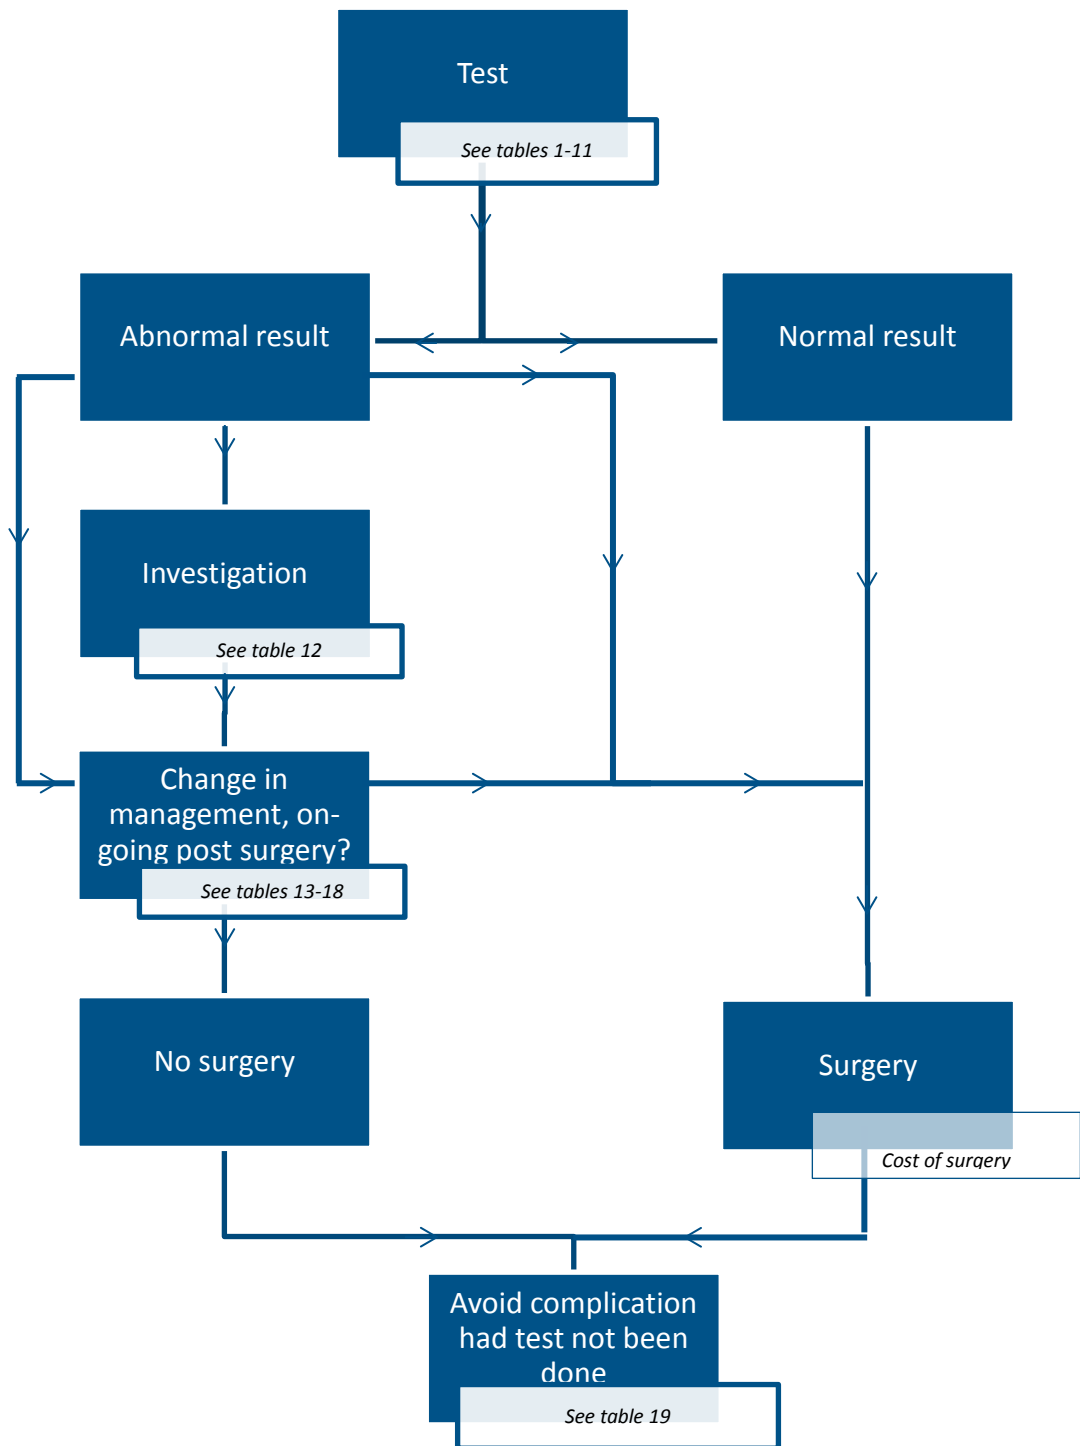 Test
See tables 1-11
Abnormal result
Normal result
Investigation
See table 12
Change in
management, on-
going post surgery?
See tables 13-18
No surgery
Surgery
Cost of surgery
Avoid complication
had test not been
done
See table 19